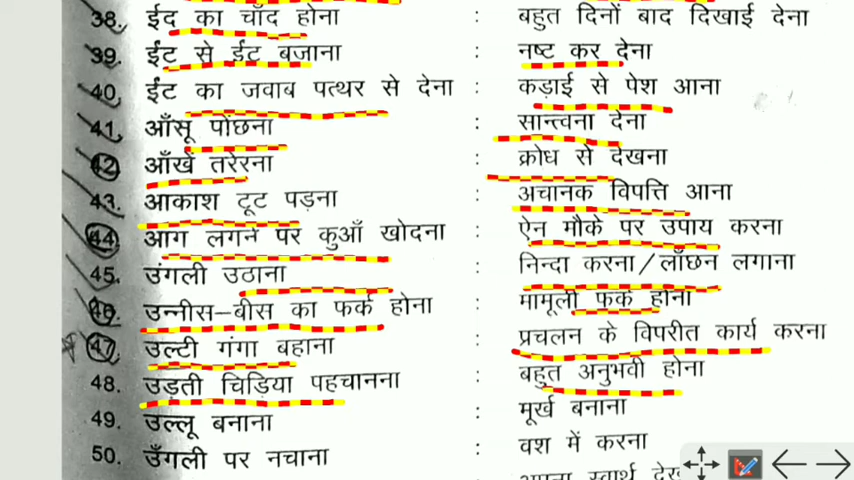 38. ईद का चाँद होना : बहुत दिनों बाद दिखाई देना
39. ईंट से ईंट बजाना : नष्ट कर देना
40. ईंट का जवाब पत्थर से देना : कड़ाई से पेश आना
41. आँसू पोंछना : सान्त्वना देना
42 आँखें तरेरना : क्रोध से देखना
43. आकाश टूट पड़ना : अचानक विपत्ति आना
44 आग लगने पर कुआँ खोदना : ऐन मौके पर उपाय करना
45. उंगली उठाना : निन्दा करना/लाँछन लगाना
46. उन्नीस-बीस का फर्क होना : मामूली फर्क होना
47. उल्टी गंगा बहाना : प्रचलन के विपरीत कार्य करना
48. उड़ती चिड़िया पहचानना : बहुत अनुभवी होना
49. उल्लू बनाना : मूर्ख बनाना
50. उँगली पर नचाना : वश में करना
अपना स्वार्थ